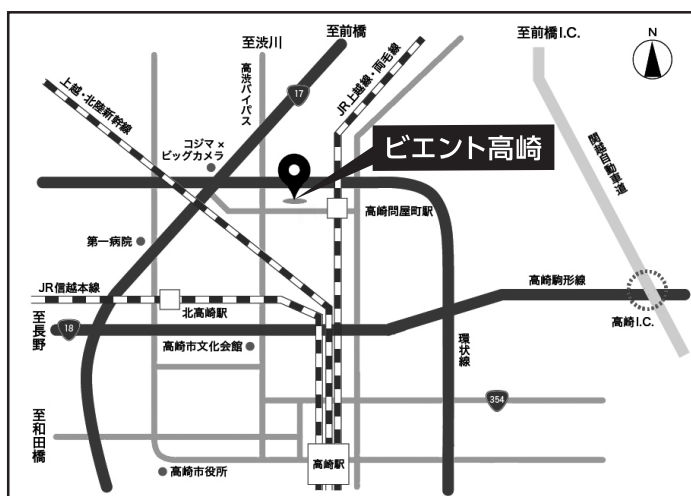 至前橋
至渋川
高渋バイパス
17
JR上越線・両毛線
至前橋I.C.
N
上越・北陸新幹線
コジマ×
ビッグカメラ
ビエント高崎
関越自動車道
高崎問屋町駅
第一病院
JR信越本線
北高崎駅
高崎駒形線
高崎I.C.
至長野
18
高崎市文化会館
環状線
354
至和田橋
高崎市役所
高崎駅